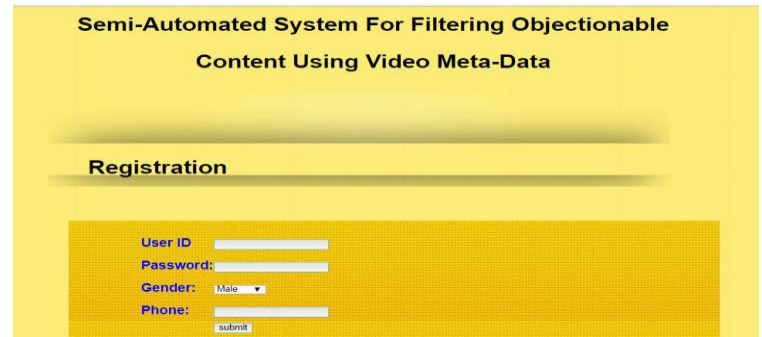 Semi-Automated System For Filtering Objectionable
Content Using Video Meta-Data
Registration
User ID
Password:
Gender: Male
Phone:
submit